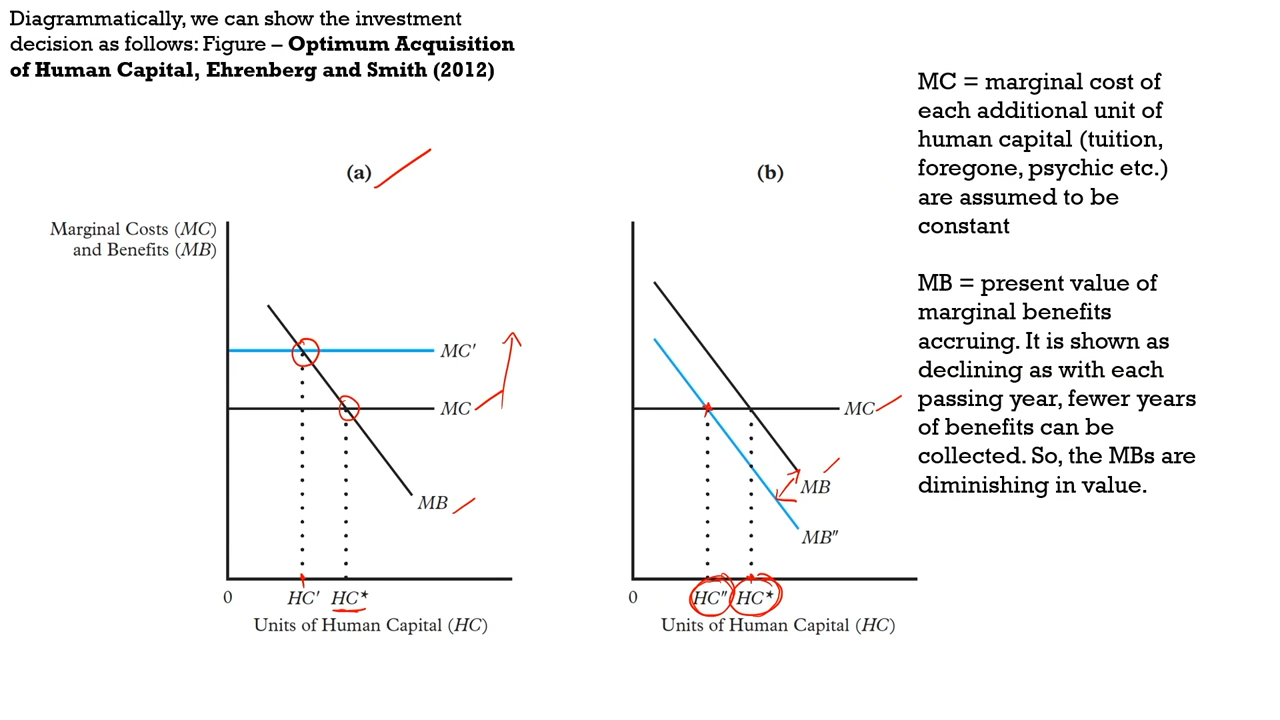 Diagrammatically, we can show the investment
decision as follows: Figure – Optimum Acquisition
of Human Capital, Ehrenberg and Smith (2012)
(a)
Marginal Costs (MC)
and Benefits (MB)
MC'
MC
MB
0
HC'
HC*
Units of Human Capital (HC)
(b)
MC
MB
MB"
0
HC"
HC*
Units of Human Capital (HC)
MC = marginal cost of
each additional unit of
human capital (tuition,
foregone, psychic etc.)
are assumed to be
constant
MB = present value of
marginal benefits
accruing. It is shown as
declining as with each
passing year, fewer years
of benefits can be
collected. So, the MBs are
diminishing in value.